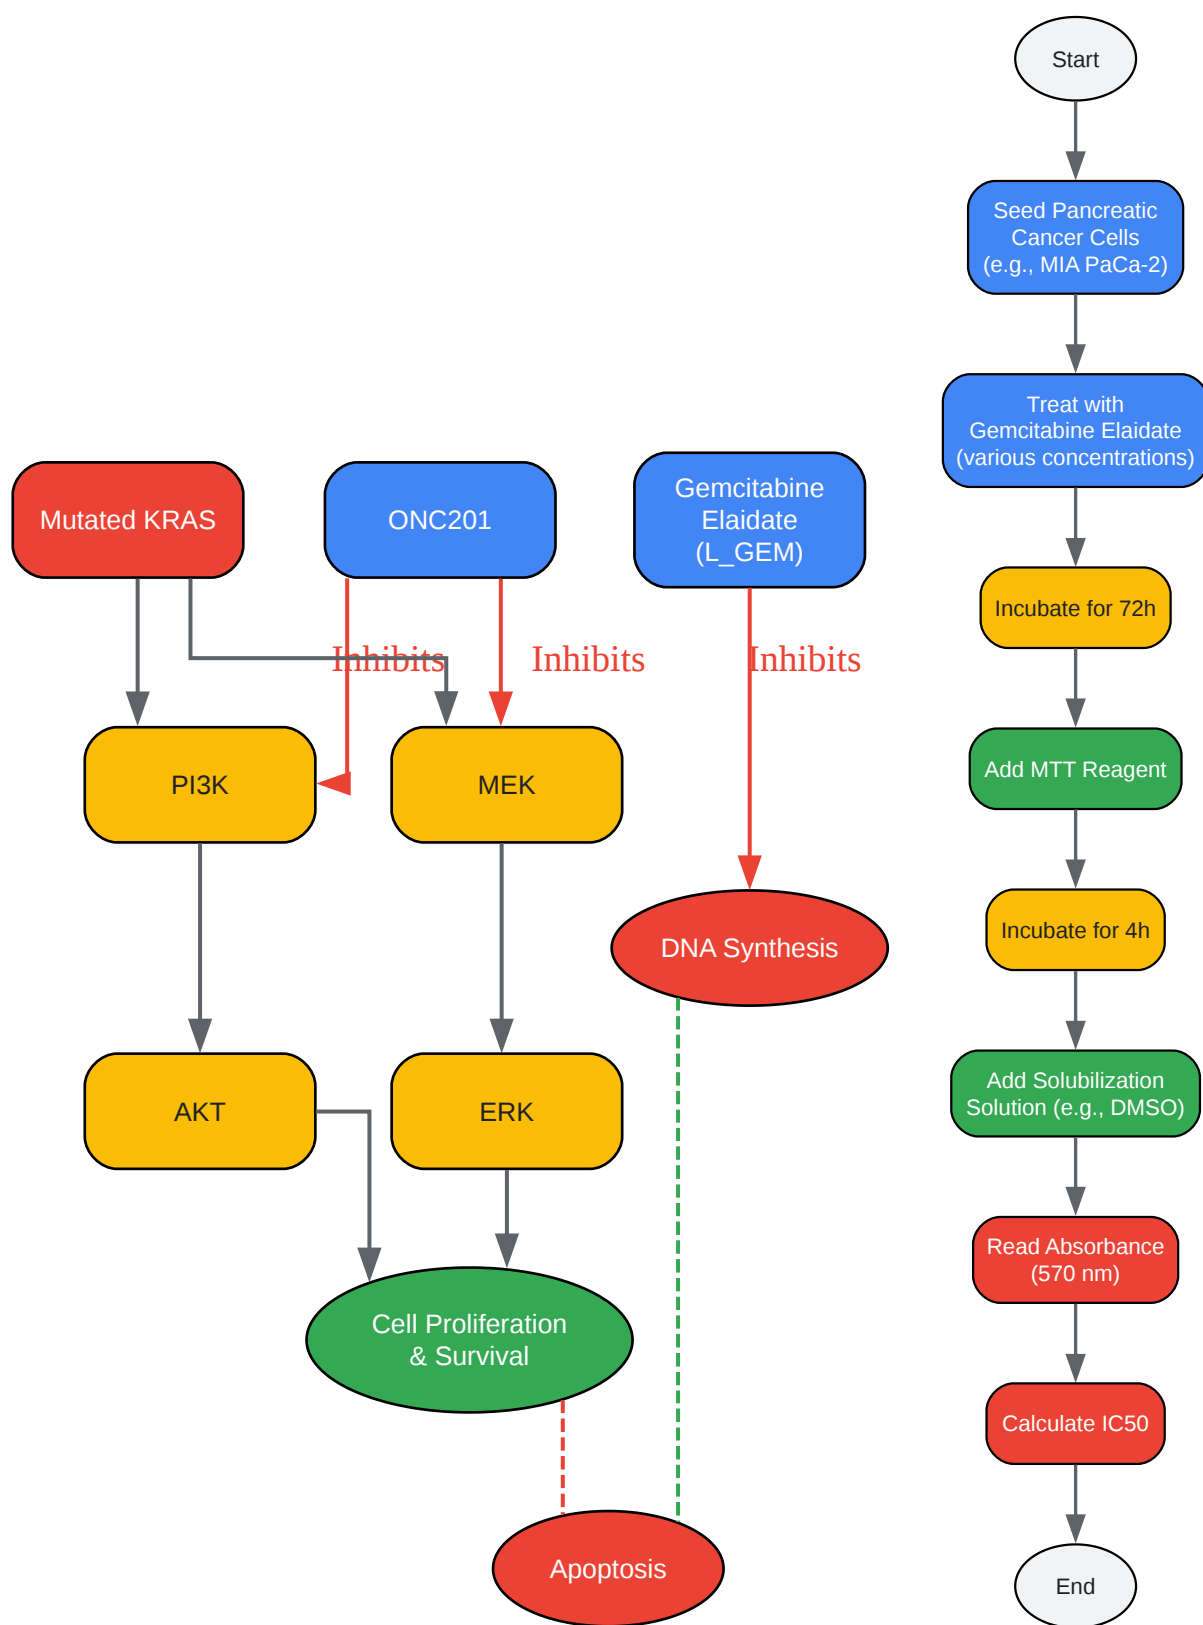 Mutated KRAS
ONC201
Gemcitabine
Elaidate
(L_GEM)
Inhibits
Inhibits
Inhibits
PI3K
MEK
DNA Synthesis
AKT
ERK
Cell Proliferation
& Survival
Apoptosis
Start
Seed Pancreatic
Cancer Cells
(e.g., MIA PaCa-2)
Treat with
Gemcitabine Elaidate
(various concentrations)
Incubate for 72h
Add MTT Reagent
Incubate for 4h
Add Solubilization
Solution (e.g., DMSO)
Read Absorbance
(570 nm)
Calculate IC50
End